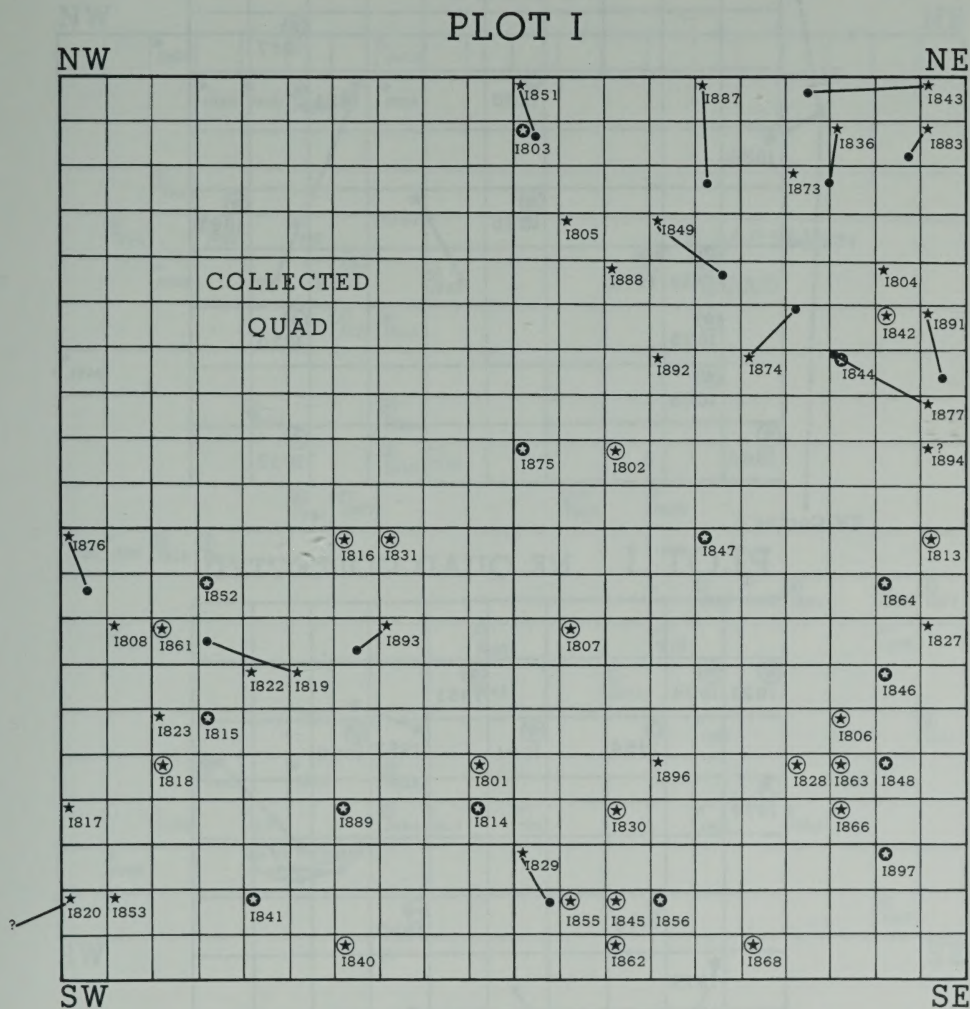 PLOT I
NW NE
I851 I887 I843
I803 I836 I883
I873
I805 I849
I888 I804
COLLECTED
QUAD
I842 I891
I892 I874 I844
I877
I875 I802 ?
I894
I876 I816 I831 I847 I813
I852 I864
I808 I861 I893 I807 I827
I822 I819 I846
I823 I815 I806
I818 I801 I896 I828 I863 I848
I817 I889 I814 I830 I866
I829 I897
? I820 I853 I841 I855 I845 I856
I840 I862 I868
SW SE